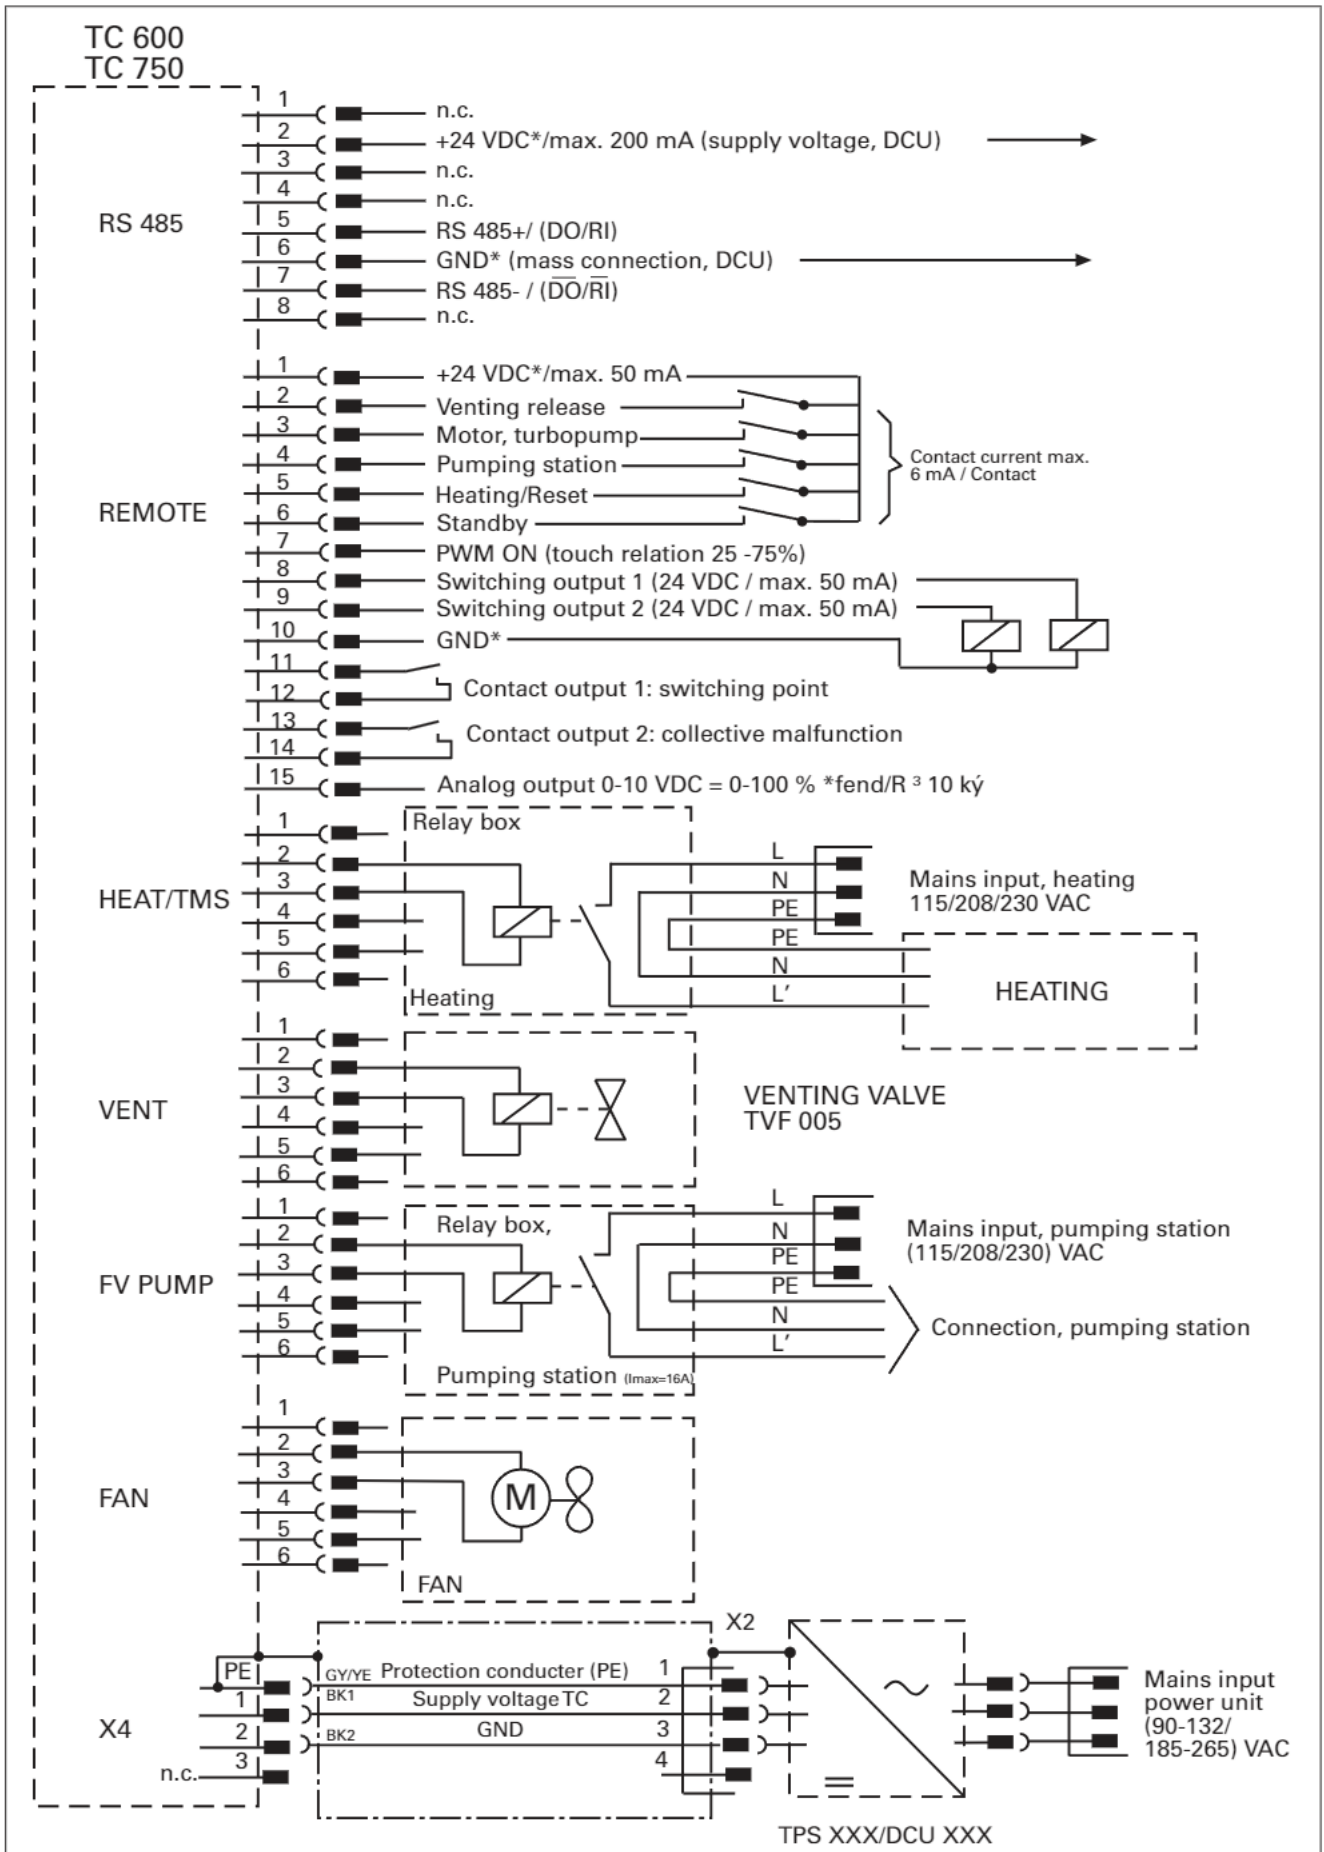 TC 600
TC 750
RS 485
1 n.c.
2 +24 VDC*/max. 200 mA (supply voltage, DCU)
3 n.c.
4 n.c.
5 RS 485+/ (DO/RI)
6 GND* (mass connection, DCU)
7 RS 485- / (D̅O̅/R̅I̅)
8 n.c.
REMOTE
1 +24 VDC*/max. 50 mA
2 Venting release
3 Motor, turbopump
4 Pumping station
5 Heating/Reset
6 Standby
Contact current max.
6 mA / Contact
7 PWM ON (touch relation 25 -75%)
8 Switching output 1 (24 VDC / max. 50 mA)
9 Switching output 2 (24 VDC / max. 50 mA)
10 GND*
11
12 Contact output 1: switching point
13
14 Contact output 2: collective malfunction
15 Analog output 0-10 VDC = 0-100 % *fend/R ³ 10 ký
HEAT/TMS
1
2
3
4
5
6
Relay box
Heating
L
N
PE
PE
N
L′
Mains input, heating
115/208/230 VAC
HEATING
VENT
1
2
3
4
5
6
VENTING VALVE
TVF 005
FV PUMP
1
2
3
4
5
6
Relay box,
Pumping station (Imax=16A)
L
N
PE
PE
N
L′
Mains input, pumping station
(115/208/230) VAC
Connection, pumping station
FAN
1
2
3
4
5
6
M
FAN
X4
PE
1
2
3
n.c.
GY/YE Protection conducter (PE) 1
BK1 Supply voltage TC 2
BK2 GND 3
4
X2
Mains input
power unit
(90-132/
185-265) VAC
TPS XXX/DCU XXX